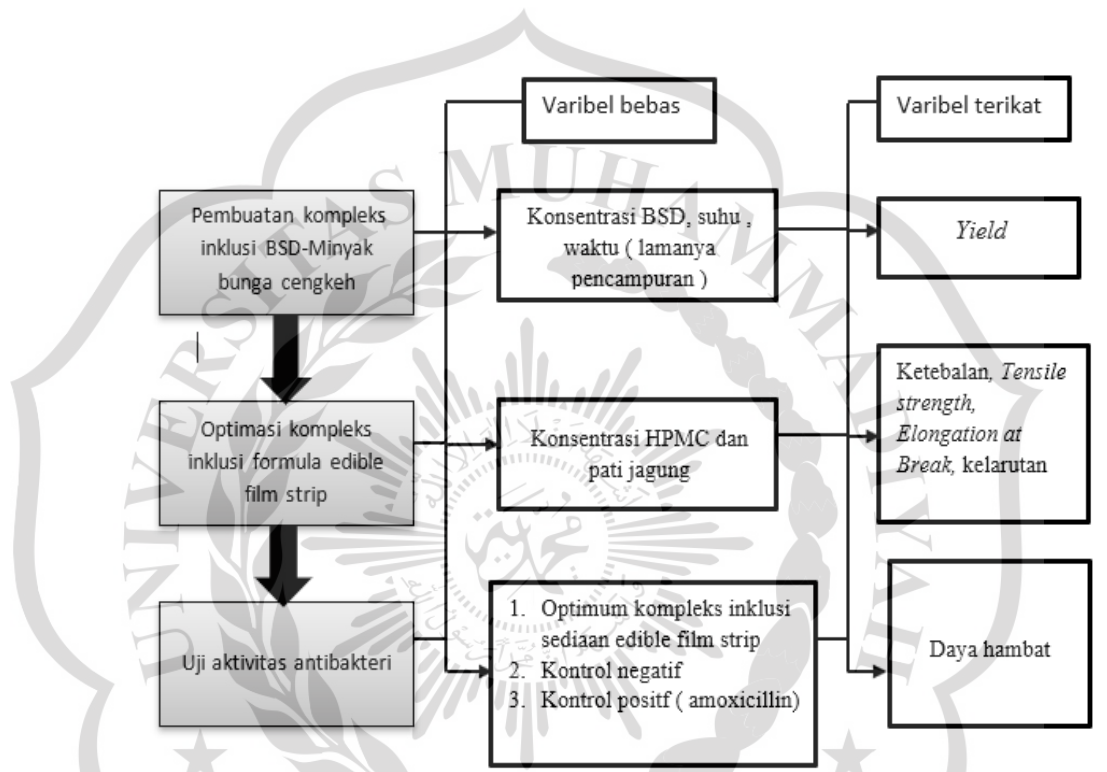 Varibel bebas
Varibel terikat
Pembuatan kompleks
inklusi BSD-Minyak
bunga cengkeh
Konsentrasi BSD, suhu ,
waktu ( lamanya
pencampuran )
Yield
Optimasi kompleks
inklusi formula edible
film strip
Konsentrasi HPMC dan
pati jagung
Ketebalan, Tensile
strength,
Elongation at
Break, kelarutan
Uji aktivitas antibakteri
1. Optimum kompleks inklusi
sediaan edible film strip
2. Kontrol negatif
3. Kontrol positf ( amoxicillin)
Daya hambat
UNIVERSITAS MUHAMMADIYAH